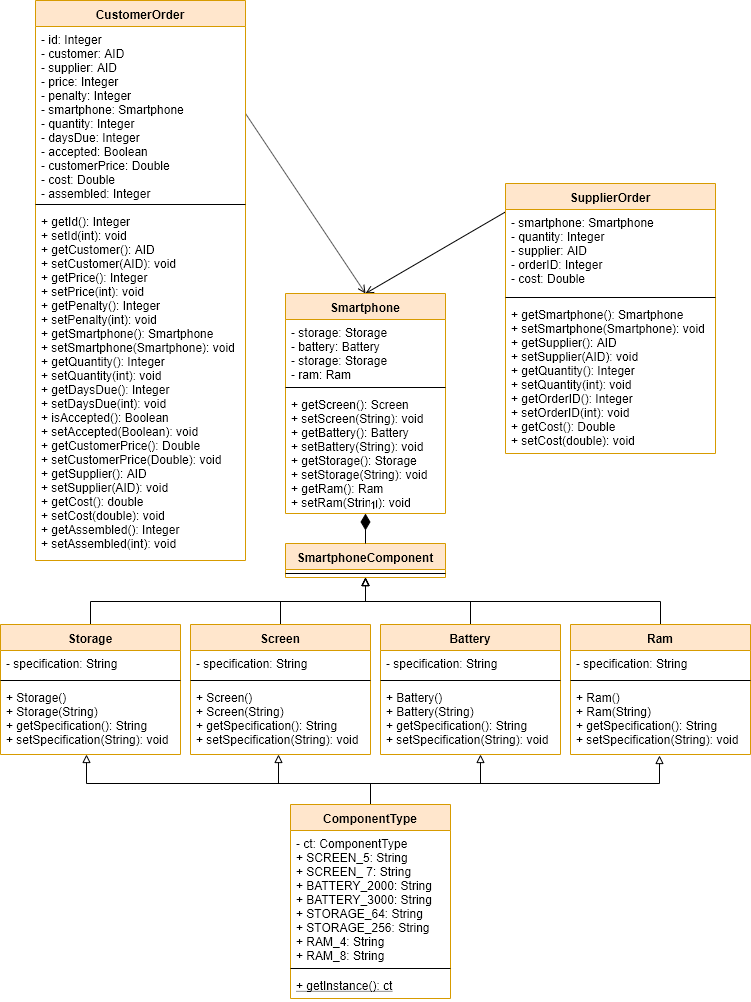 CustomerOrder
- id: Integer
- customer: AID
- supplier: AID
- price: Integer
- penalty: Integer
- smartphone: Smartphone
- quantity: Integer
- daysDue: Integer
- accepted: Boolean
- customerPrice: Double
- cost: Double
- assembled: Integer
+ getId(): Integer
+ setId(int): void
+ getCustomer(): AID
+ setCustomer(AID): void
+ getPrice(): Integer
+ setPrice(int): void
+ getPenalty(): Integer
+ setPenalty(int): void
+ getSmartphone(): Smartphone
+ setSmartphone(Smartphone): void
+ getQuantity(): Integer
+ setQuantity(int): void
+ getDaysDue(): Integer
+ setDaysDue(int): void
+ isAccepted(): Boolean
+ setAccepted(Boolean): void
+ getCustomerPrice(): Double
+ setCustomerPrice(Double): void
+ getSupplier(): AID
+ setSupplier(AID): void
+ getCost(): double
+ setCost(double): void
+ getAssembled(): Integer
+ setAssembled(int): void
SupplierOrder
- smartphone: Smartphone
- quantity: Integer
- supplier: AID
- orderID: Integer
- cost: Double
+ getSmartphone(): Smartphone
+ setSmartphone(Smartphone): void
+ getSupplier(): AID
+ setSupplier(AID): void
+ getQuantity(): Integer
+ setQuantity(int): void
+ getOrderID(): Integer
+ setOrderID(int): void
+ getCost(): Double
+ setCost(double): void
Smartphone
- storage: Storage
- battery: Battery
- storage: Storage
- ram: Ram
+ getScreen(): Screen
+ setScreen(String): void
+ getBattery(): Battery
+ setBattery(String): void
+ getStorage(): Storage
+ setStorage(String): void
+ getRam(): Ram
+ setRam(String): void
1
SmartphoneComponent
Storage
- specification: String
+ Storage()
+ Storage(String)
+ getSpecification(): String
+ setSpecification(String): void
Screen
- specification: String
+ Screen()
+ Screen(String)
+ getSpecification(): String
+ setSpecification(String): void
Battery
- specification: String
+ Battery()
+ Battery(String)
+ getSpecification(): String
+ setSpecification(String): void
Ram
- specification: String
+ Ram()
+ Ram(String)
+ getSpecification(): String
+ setSpecification(String): void
ComponentType
- ct: ComponentType
+ SCREEN_5: String
+ SCREEN_ 7: String
+ BATTERY_2000: String
+ BATTERY_3000: String
+ STORAGE_64: String
+ STORAGE_256: String
+ RAM_4: String
+ RAM_8: String
+ getInstance(): ct